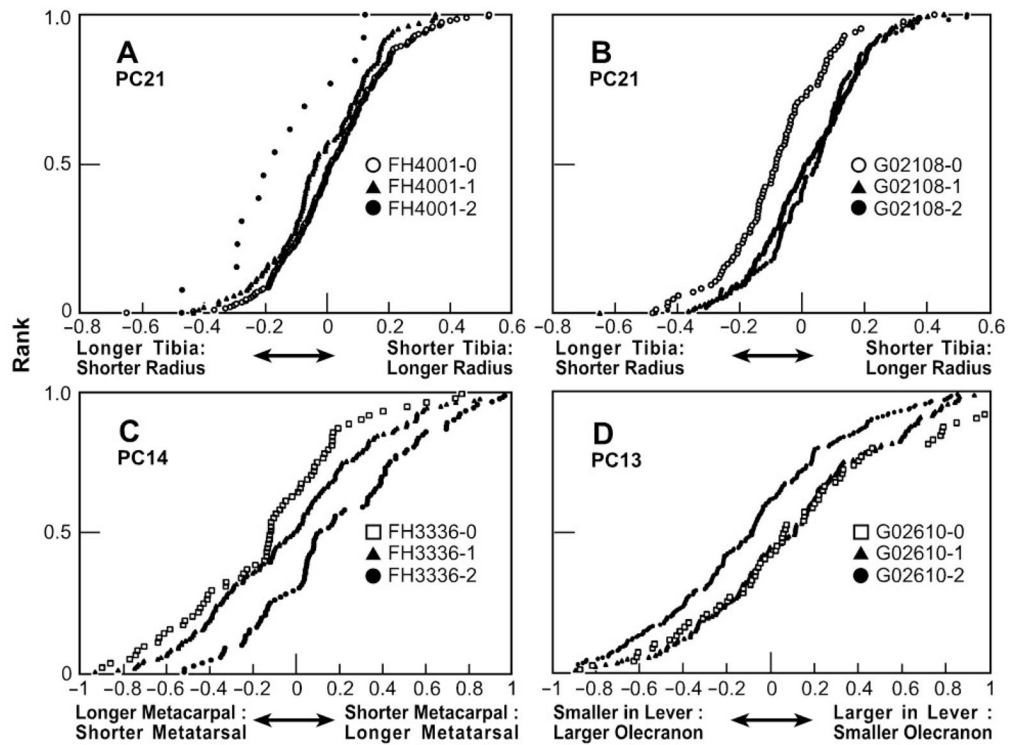 1.0
A
PC21
0.5
FH4001-0
FH4001-1
FH4001-2
0
−0.8 −0.6 −0.4 −0.2 0 0.2 0.4 0.6
Longer Tibia: Shorter Tibia:
Shorter Radius Longer Radius
B
PC21
G02108-0
G02108-1
G02108-2
−0.8 −0.6 −0.4 −0.2 0 0.2 0.4 0.6
Longer Tibia: Shorter Tibia:
Shorter Radius Longer Radius
Rank
1.0
C
PC14
0.5
FH3336-0
FH3336-1
FH3336-2
0
−1 −0.8 −0.6 −0.4 −0.2 0 0.2 0.4 0.6 0.8 1
Longer Metacarpal : Shorter Metacarpal :
Shorter Metatarsal Longer Metatarsal
D
PC13
G02610-0
G02610-1
G02610-2
−1 −0.8 −0.6 −0.4 −0.2 0 0.2 0.4 0.6 0.8 1
Smaller in Lever : Larger in Lever :
Larger Olecranon Smaller Olecranon